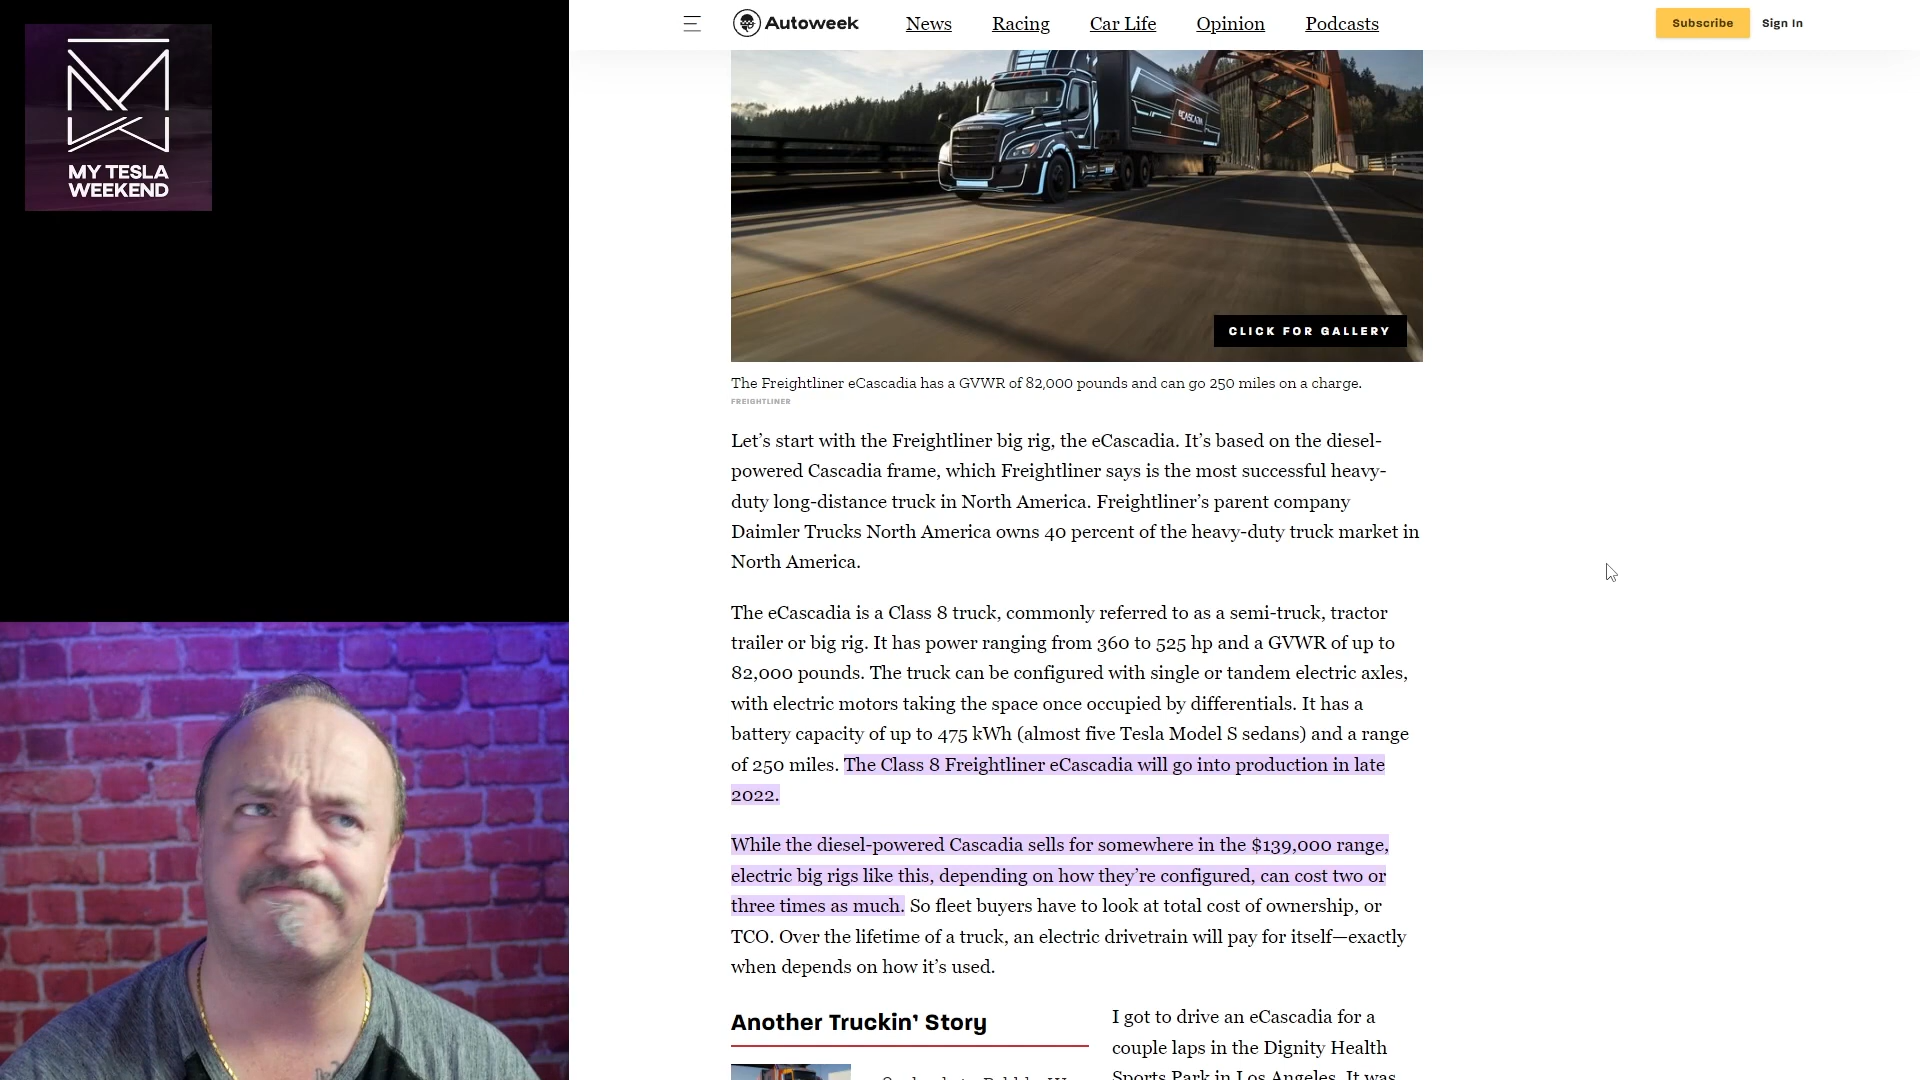 MY TESLA
WEEKEND
Autoweek
News
Racing
Car Life
Opinion
Podcasts
Subscribe
Sign In
eCASCADIA
CLICK FOR GALLERY
The Freightliner eCascadia has a GVWR of 82,000 pounds and can go 250 miles on a charge.
FREIGHTLINER
Let’s start with the Freightliner big rig, the eCascadia. It’s based on the diesel-
powered Cascadia frame, which Freightliner says is the most successful heavy-
duty long-distance truck in North America. Freightliner’s parent company
Daimler Trucks North America owns 40 percent of the heavy-duty truck market in
North America.
The eCascadia is a Class 8 truck, commonly referred to as a semi-truck, tractor
trailer or big rig. It has power ranging from 360 to 525 hp and a GVWR of up to
82,000 pounds. The truck can be configured with single or tandem electric axles,
with electric motors taking the space once occupied by differentials. It has a
battery capacity of up to 475 kWh (almost five Tesla Model S sedans) and a range
of 250 miles. The Class 8 Freightliner eCascadia will go into production in late
2022.
While the diesel-powered Cascadia sells for somewhere in the $139,000 range,
electric big rigs like this, depending on how they’re configured, can cost two or
three times as much. So fleet buyers have to look at total cost of ownership, or
TCO. Over the lifetime of a truck, an electric drivetrain will pay for itself—exactly
when depends on how it’s used.
Another Truckin’ Story
I got to drive an eCascadia for a
couple laps in the Dignity Health
Sports Park in Los Angeles. It was